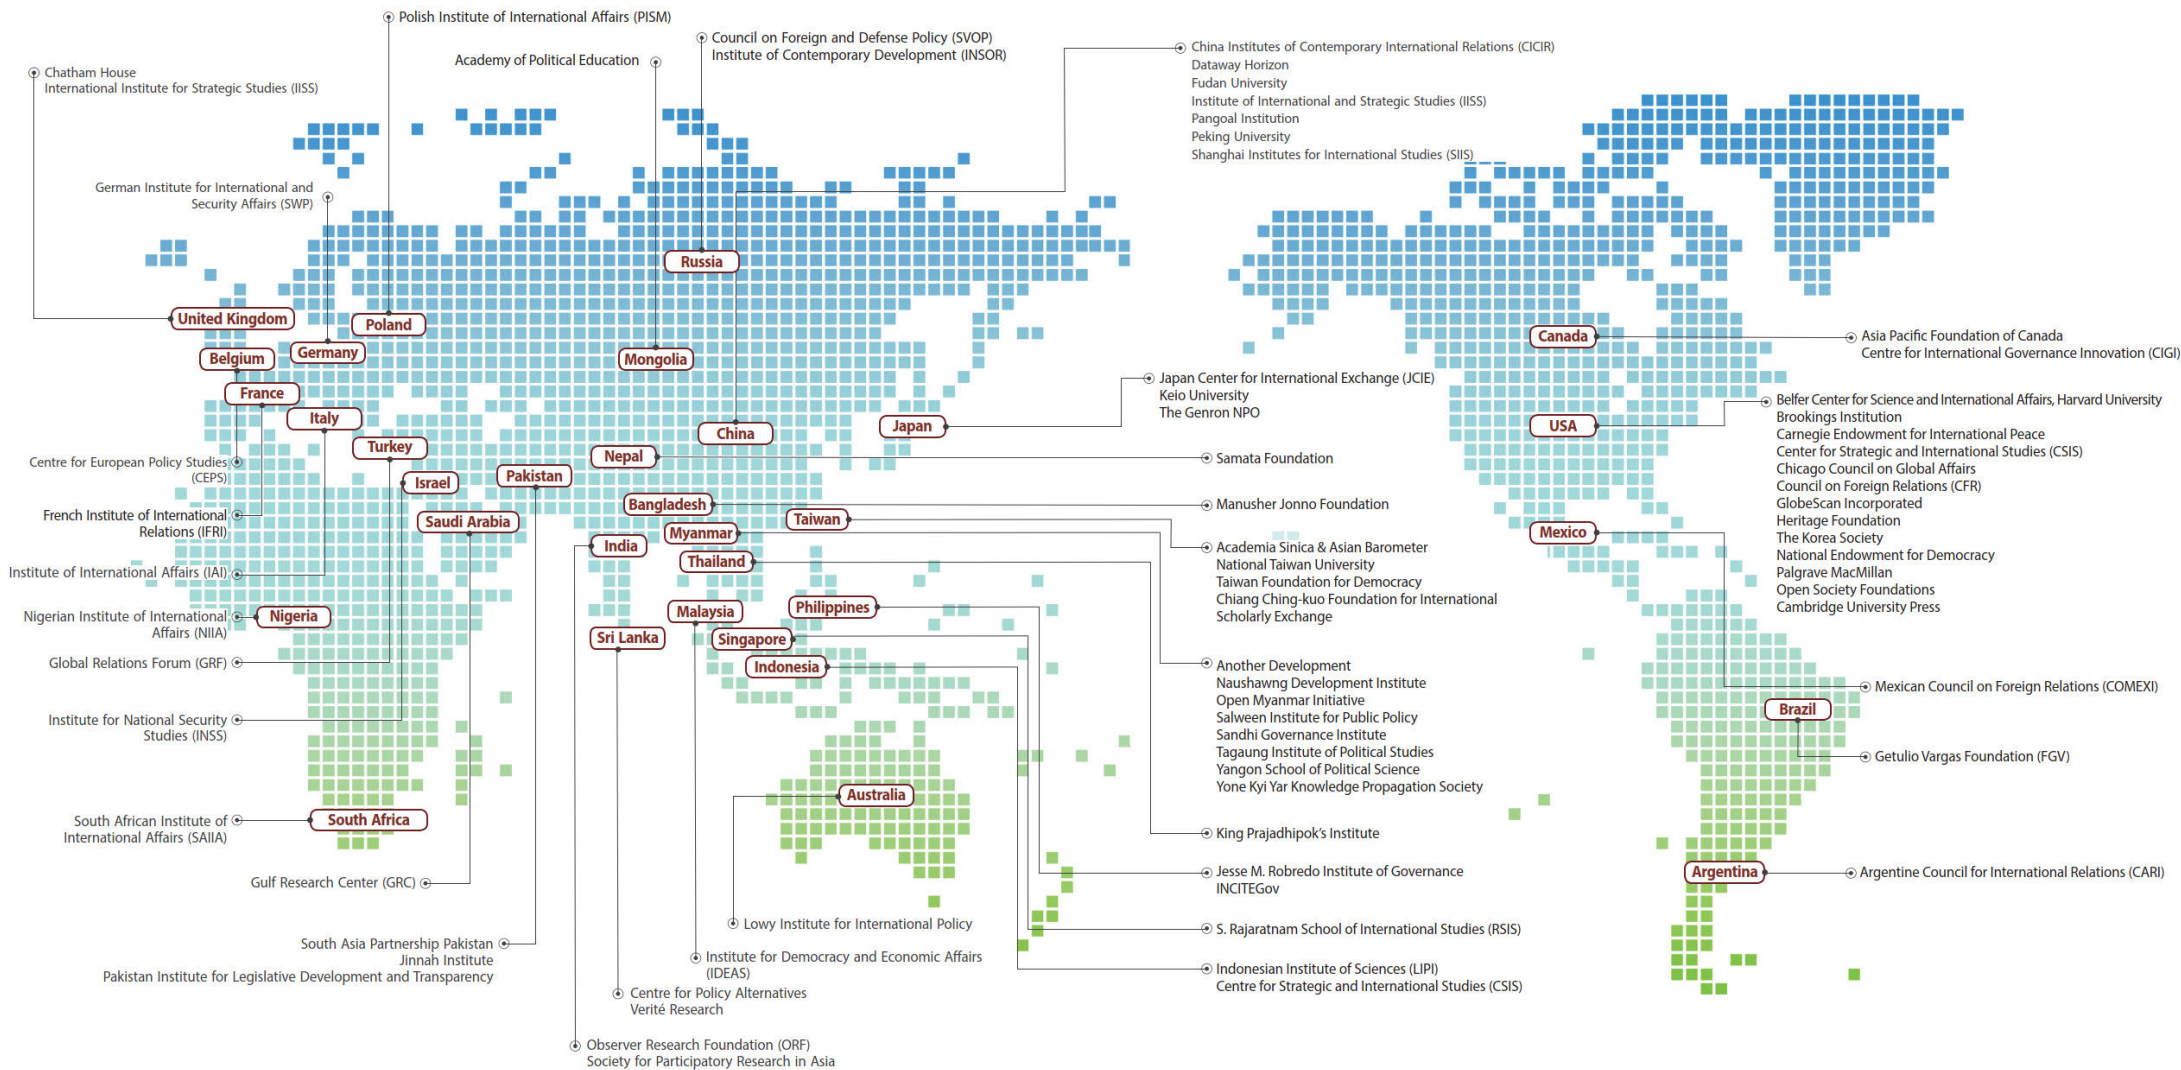 Polish Institute of International Affairs (PISM)
Council on Foreign and Defense Policy (SVOP)
Institute of Contemporary Development (INSOR)
Academy of Political Education
China Institutes of Contemporary International Relations (CICIR)
Dataway Horizon
Fudan University
Institute of International and Strategic Studies (IISS)
Pangoal Institution
Peking University
Shanghai Institutes for International Studies (SIIS)
Chatham House
International Institute for Strategic Studies (IISS)
German Institute for International and
Security Affairs (SWP)
Russia
United Kingdom
Poland
Germany
Belgium
Mongolia
France
Italy
Turkey
Israel
Saudi Arabia
Pakistan
Nepal
China
Japan
Bangladesh
Taiwan
Myanmar
India
Thailand
Malaysia
Philippines
Sri Lanka
Singapore
Indonesia
Nigeria
South Africa
Australia
Canada
USA
Mexico
Brazil
Argentina
Centre for European Policy Studies
(CEPS)
French Institute of International
Relations (IFRI)
Institute of International Affairs (IAI)
Nigerian Institute of International
Affairs (NIIA)
Global Relations Forum (GRF)
Institute for National Security
Studies (INSS)
South African Institute of
International Affairs (SAIIA)
Gulf Research Center (GRC)
South Asia Partnership Pakistan
Jinnah Institute
Pakistan Institute for Legislative Development and Transparency
Lowy Institute for International Policy
Institute for Democracy and Economic Affairs
(IDEAS)
Centre for Policy Alternatives
Verité Research
Observer Research Foundation (ORF)
Society for Participatory Research in Asia
Japan Center for International Exchange (JCIE)
Keio University
The Genron NPO
Samata Foundation
Manusher Jonno Foundation
Academia Sinica & Asian Barometer
National Taiwan University
Taiwan Foundation for Democracy
Chiang Ching-kuo Foundation for International
Scholarly Exchange
Another Development
Naushawng Development Institute
Open Myanmar Initiative
Salween Institute for Public Policy
Sandhi Governance Institute
Tagaung Institute of Political Studies
Yangon School of Political Science
Yone Kyi Yar Knowledge Propagation Society
King Prajadhipok's Institute
Jesse M. Robredo Institute of Governance
INCITEGov
S. Rajaratnam School of International Studies (RSIS)
Indonesian Institute of Sciences (LIPI)
Centre for Strategic and International Studies (CSIS)
Asia Pacific Foundation of Canada
Centre for International Governance Innovation (CIGI)
Belfer Center for Science and International Affairs, Harvard University
Brookings Institution
Carnegie Endowment for International Peace
Center for Strategic and International Studies (CSIS)
Chicago Council on Global Affairs
Council on Foreign Relations (CFR)
GlobeScan Incorporated
Heritage Foundation
The Korea Society
National Endowment for Democracy
Palgrave MacMillan
Open Society Foundations
Cambridge University Press
Mexican Council on Foreign Relations (COMEXI)
Getulio Vargas Foundation (FGV)
Argentine Council for International Relations (CARI)